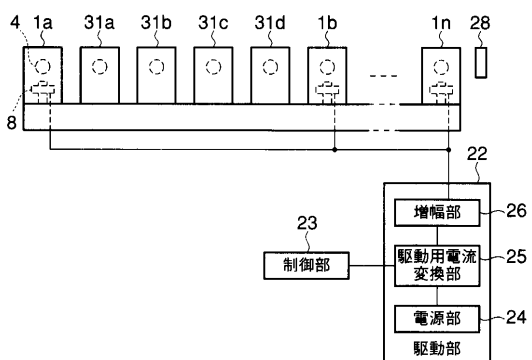 4 1a 31a 31b 31c 31d 1b 1n 28
8
22
増幅部 26
23
制御部
駆動用電流
変換部 25
電源部 24
駆動部